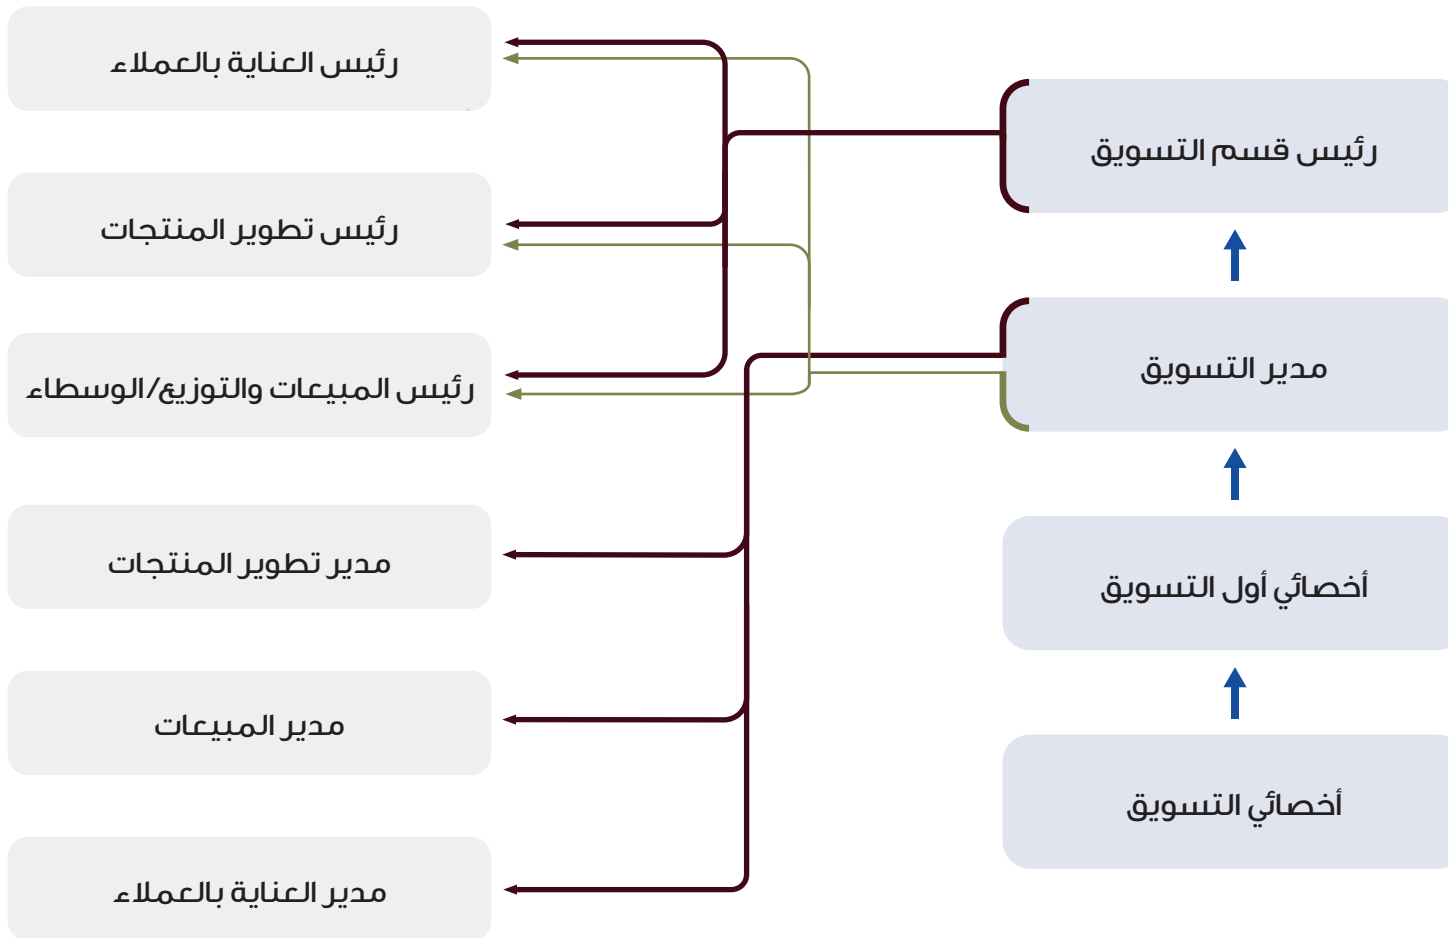 رئيس قسم التسويق
مدير التسويق
أخصائي أول التسويق
أخصائي التسويق
رئيس العناية بالعملاء
رئيس تطوير المنتجات
رئيس المبيعات والتوزيع/الوسطاء
مدير تطوير المنتجات
مدير المبيعات
مدير العناية بالعملاء